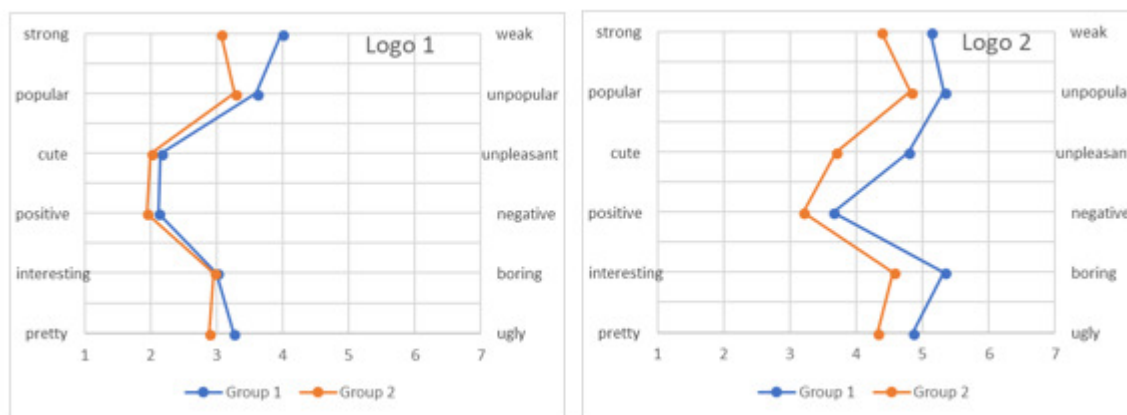 Logo 1
strong weak
popular unpopular
cute unpleasant
positive negative
interesting boring
pretty ugly
1 2 3 4 5 6 7
Group 1 Group 2
Logo 2
strong weak
popular unpopular
cute unpleasant
positive negative
interesting boring
pretty ugly
1 2 3 4 5 6 7
Group 1 Group 2